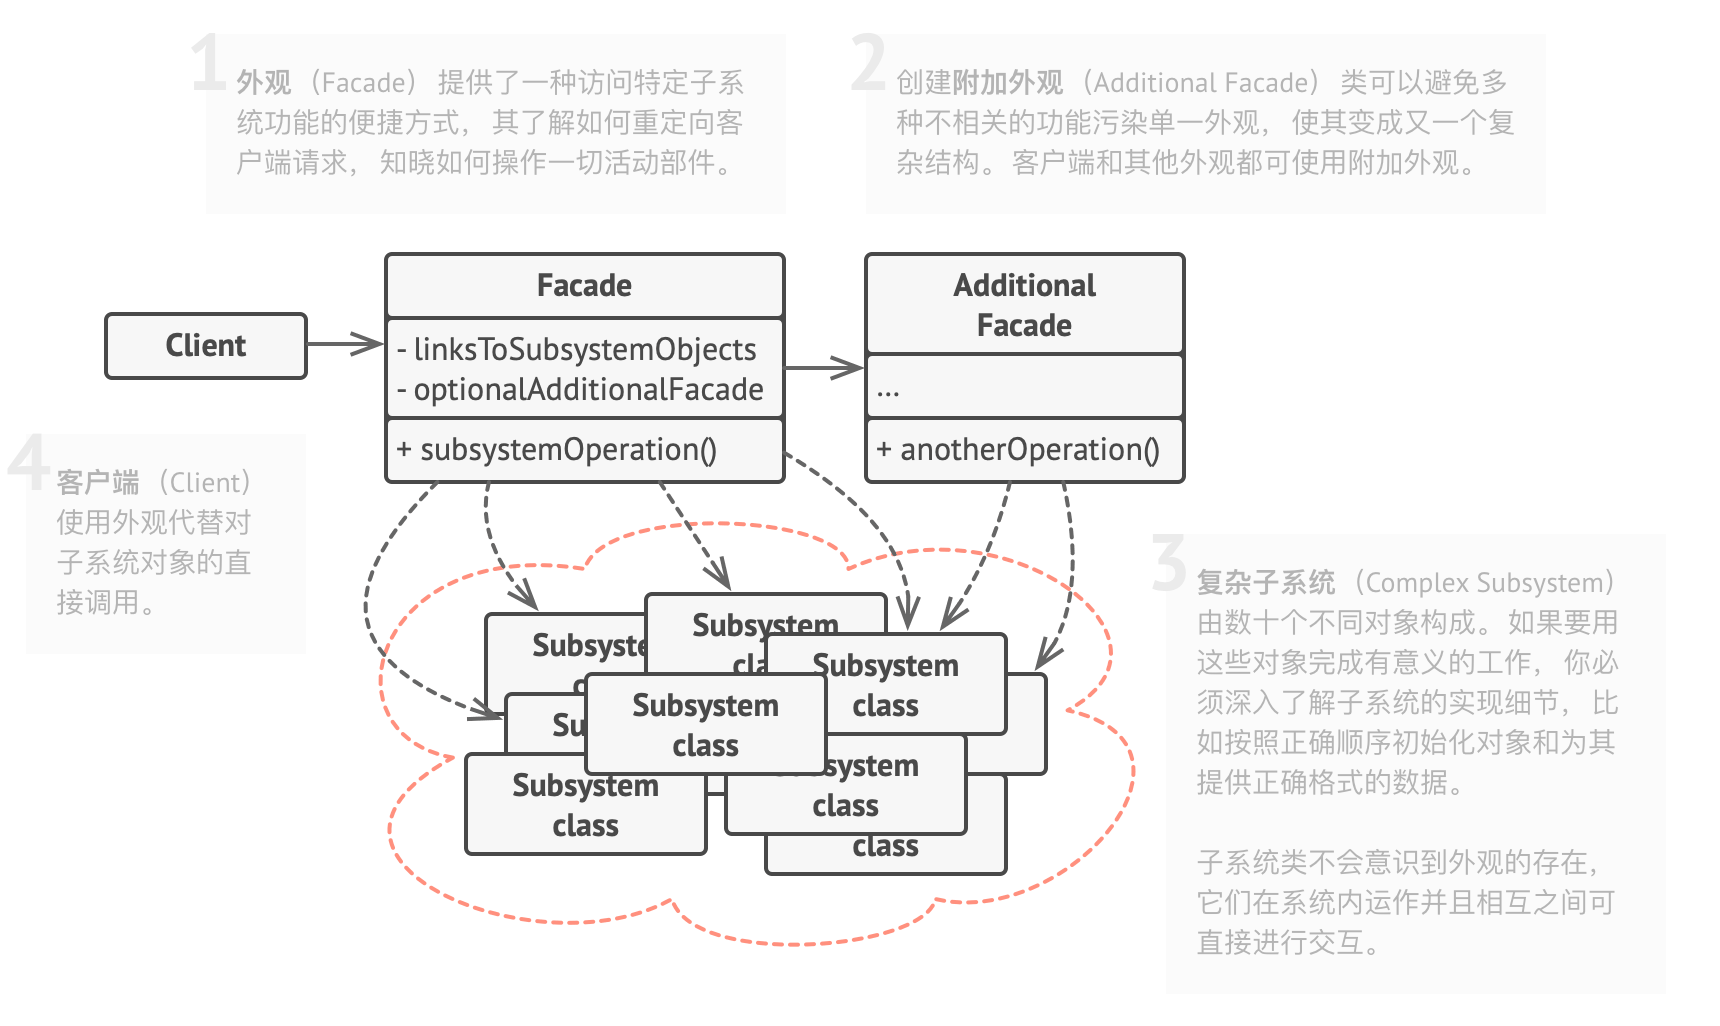 1
外观 （Facade） 提供了一种访问特定子系
统功能的便捷方式， 其了解如何重定向客
户端请求， 知晓如何操作一切活动部件。
2
创建附加外观 （Additional Facade） 类可以避免多
种不相关的功能污染单一外观， 使其变成又一个复
杂结构。 客户端和其他外观都可使用附加外观。
Client
Facade
- linksToSubsystemObjects
- optionalAdditionalFacade
+ subsystemOperation()
Additional
Facade
...
+ anotherOperation()
4
客户端 （Client）
使用外观代替对
子系统对象的直
接调用。
3
复杂子系统 （Complex Subsystem）
由数十个不同对象构成。 如果要用
这些对象完成有意义的工作， 你必
须深入了解子系统的实现细节， 比
如按照正确顺序初始化对象和为其
提供正确格式的数据。
子系统类不会意识到外观的存在，
它们在系统内运作并且相互之间可
直接进行交互。
Subsystem
Subsystem
class
Subsystem
class
Subsystem
class
class
class